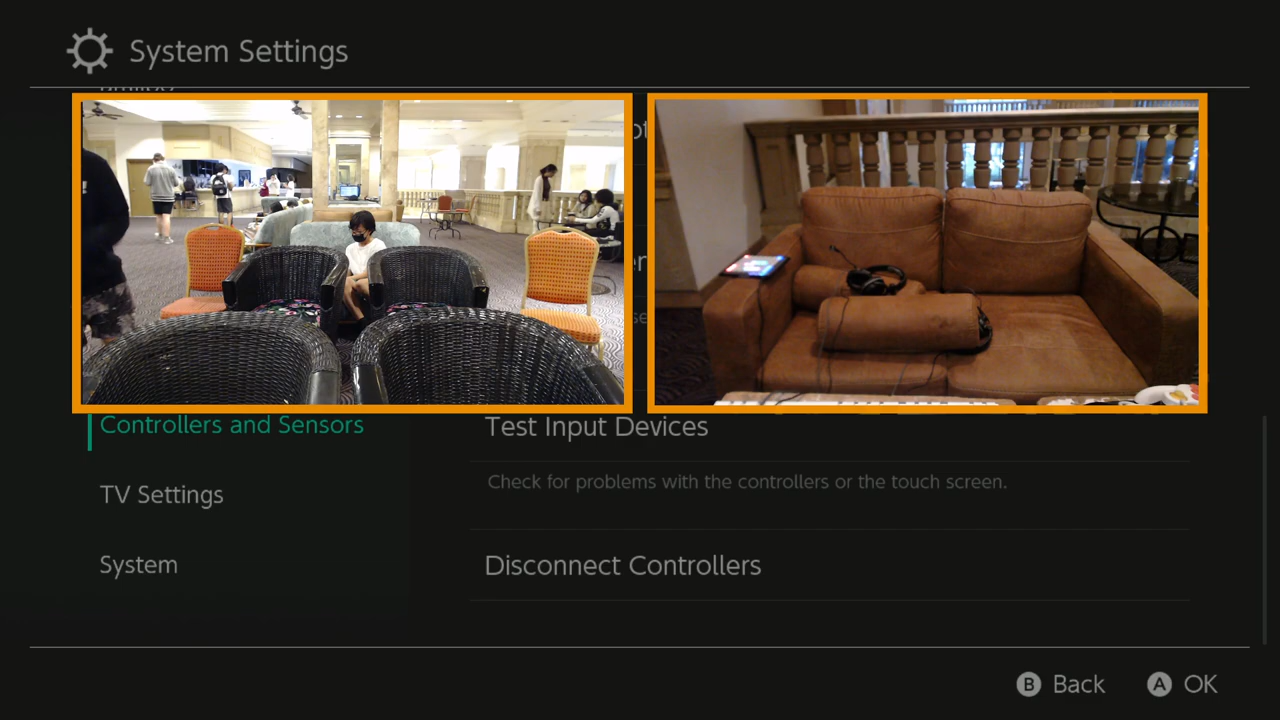 System Settings
Controllers and Sensors
Test Input Devices
Check for problems with the controllers or the touch screen.
TV Settings
System
Disconnect Controllers
B Back
A OK